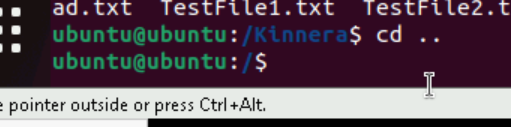 ad.txt TestFile1.txt TestFile2.t
ubuntu@ubuntu:/Kinnera$ cd ..
ubuntu@ubuntu:/$
e pointer outside or press Ctrl+Alt.